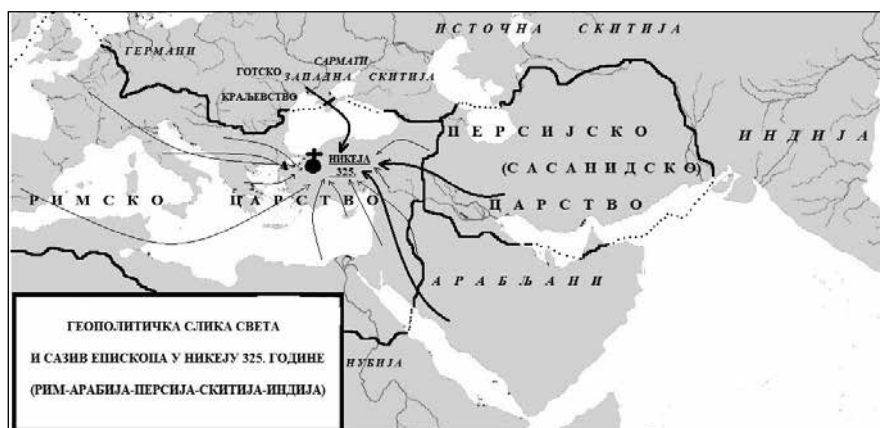 ИСТОЧНА СКИТИЈА
ГЕРМАНИ
САРМАТИ
ГОТСКО
ЗАПАДНА СКИТИЈА
КРАЉЕВСТВО
ПЕРСИЈСКО
ИНДИЈА
А
НИКЕЈА
325.
(САСАНИДСКО)
РИМСКО ЦАРСТВО
ЦАРСТВО
АРАБЉАНИ
ГЕОПОЛИТИЧКА СЛИКА СВЕТА
И САЗИВ ЕПИСКОПА У НИКЕЈУ 325. ГОДИНЕ
(РИМ-АРАБИЈА-ПЕРСИЈА-СКИТИЈА-ИНДИЈА)
НУБИЈА